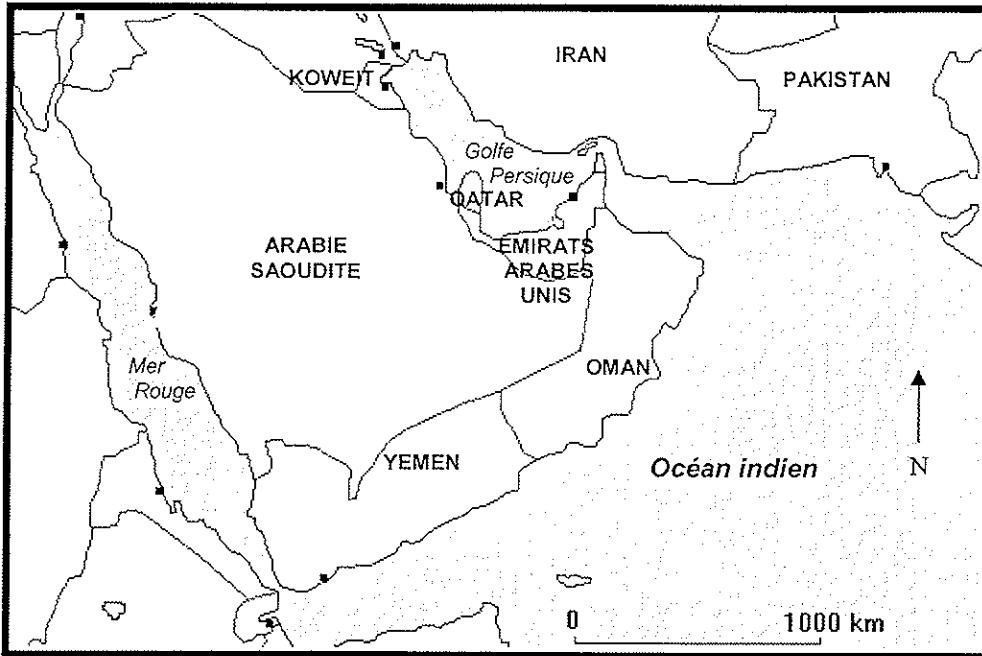 IRAN
KOWEIT
PAKISTAN
Golfe
Persique
QATAR
ARABIE
SAOUDITE
EMIRATS
ARABES
UNIS
Mer
Rouge
OMAN
YEMEN
Océan indien
N
0 1000 km